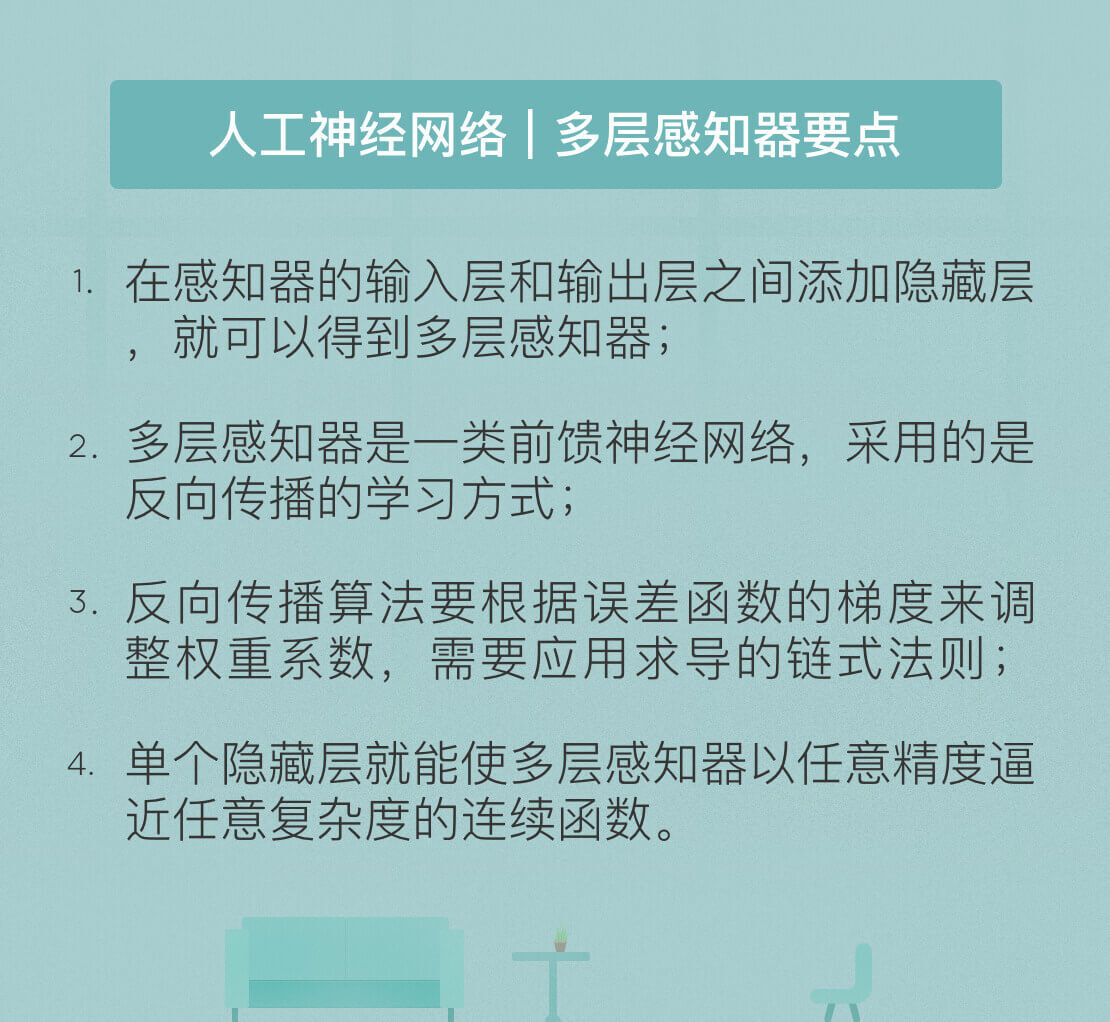 人工神经网络 | 多层感知器要点
1. 在感知器的输入层和输出层之间添加隐藏层
，就可以得到多层感知器；
2. 多层感知器是一类前馈神经网络，采用的是
反向传播的学习方式；
3. 反向传播算法要根据误差函数的梯度来调
整权重系数，需要应用求导的链式法则；
4. 单个隐藏层就能使多层感知器以任意精度逼
近任意复杂度的连续函数。